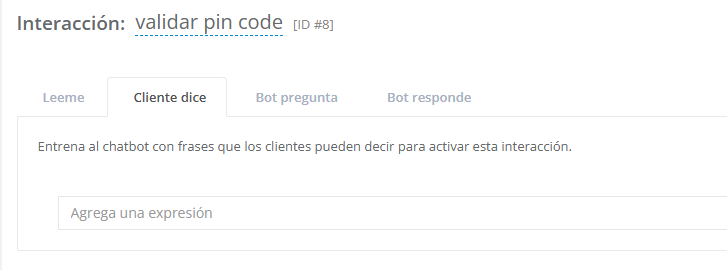 Interacción: validar pin code [ID #8]
Leeme Cliente dice Bot pregunta Bot responde
Entrena al chatbot con frases que los clientes pueden decir para activar esta interacción.
Agrega una expresión